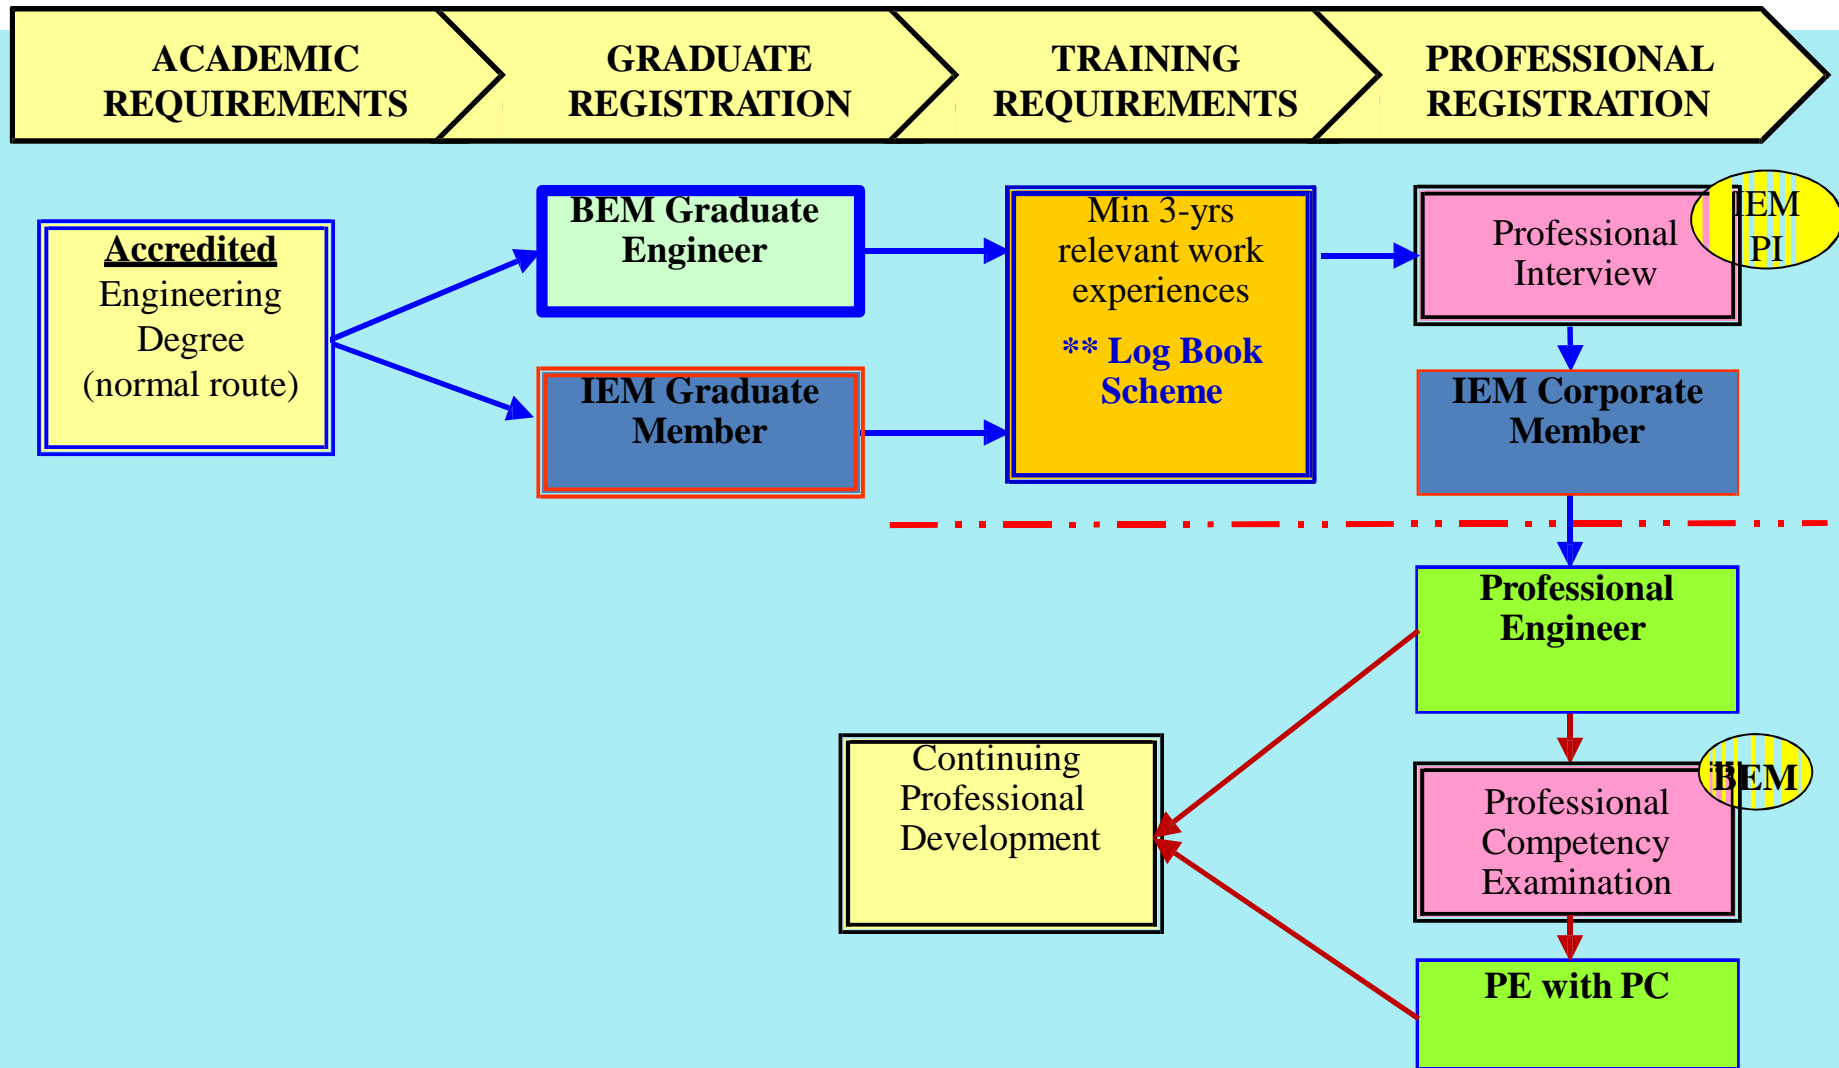 ACADEMIC
REQUIREMENTS
GRADUATE
REGISTRATION
TRAINING
REQUIREMENTS
PROFESSIONAL
REGISTRATION
Accredited
Engineering
Degree
(normal route)
BEM Graduate
Engineer
IEM Graduate
Member
Min 3-yrs
relevant work
experiences
** Log Book
Scheme
Professional
Interview
IEM
PI
IEM Corporate
Member
Professional
Engineer
Continuing
Professional
Development
BEM
Professional
Competency
Examination
PE with PC